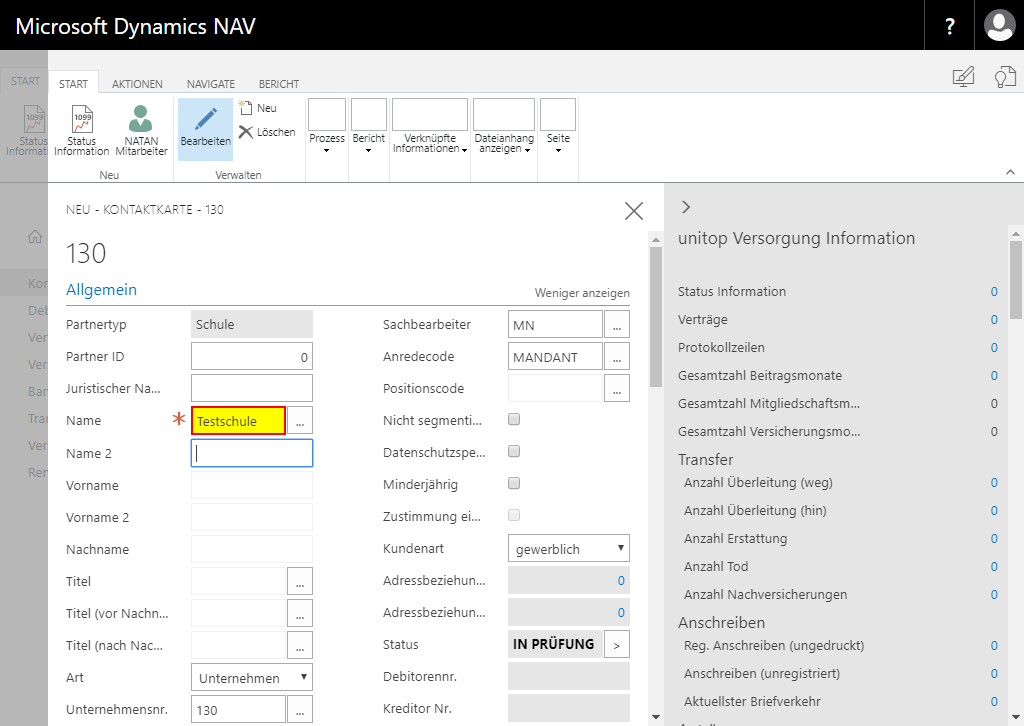 Microsoft Dynamics NAV
?
START
START
AKTIONEN
NAVIGATE
BERICHT
1099
Status
Informat
1099
Status
Information
NATAN
Mitarbeiter
Neu
Bearbeiten
Neu
Löschen
Verwalten
Prozess
Bericht
Verknüpfte
Informationen
Dateianhang
anzeigen
Seite
NEU - KONTAKTKARTE - 130
130
Allgemein
Weniger anzeigen
Kon
Deb
Ver
Ver
Ban
Tra
Ver
Ren
Partnertyp Schule
Partner ID 0
Juristischer Na...
Name * Testschule ...
Name 2
Vorname
Vorname 2
Nachname
Titel ...
Titel (vor Nachn... ...
Titel (nach Nac... ...
Art Unternehmen
Unternehmensnr. 130 ...
Sachbearbeiter MN ...
Anredecode MANDANT ...
Positionscode ...
Nicht segmenti...
Datenschutzspe...
Minderjährig
Zustimmung ei...
Kundenart gewerblich
Adressbeziehun... 0
Adressbeziehun... 0
Status IN PRÜFUNG >
Debitorennr.
Kreditor Nr.
unitop Versorgung Information
Status Information 0
Verträge 0
Protokollzeilen 0
Gesamtzahl Beitragsmonate 0
Gesamtzahl Mitgliedschaftsm... 0
Gesamtzahl Versicherungsmo... 0
Transfer
Anzahl Überleitung (weg) 0
Anzahl Überleitung (hin) 0
Anzahl Erstattung 0
Anzahl Tod 0
Anzahl Nachversicherungen 0
Anschreiben
Reg. Anschreiben (ungedruckt) 0
Anschreiben (unregistriert) 0
Aktuellster Briefverkehr 0